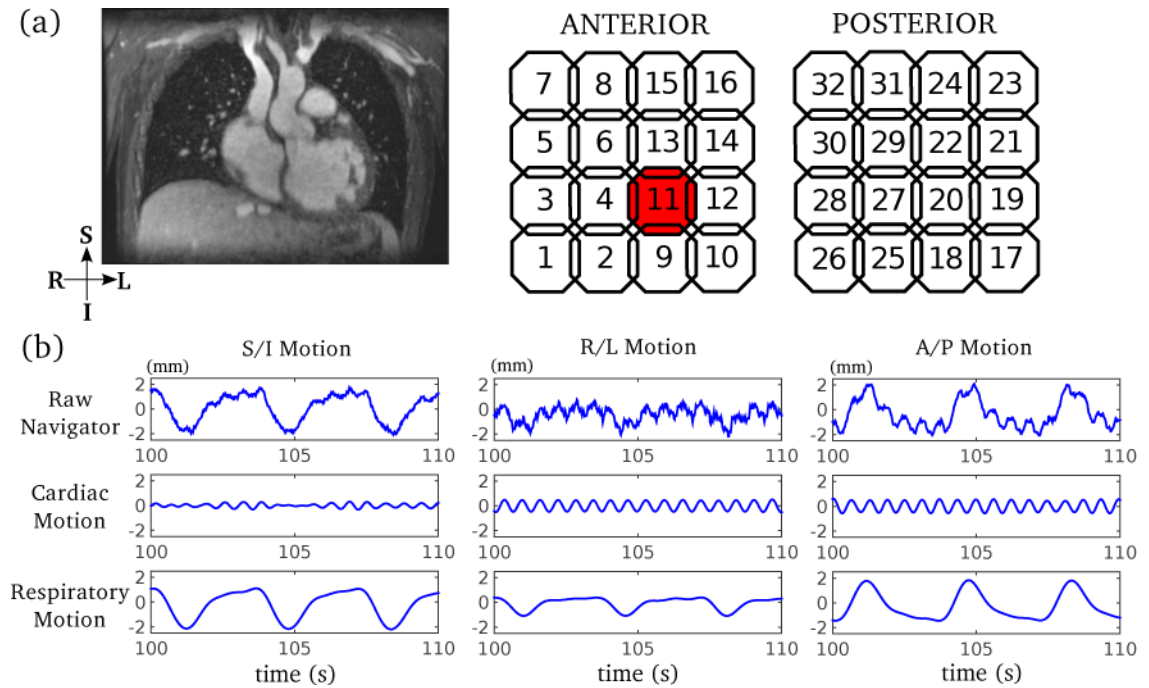 (a)
ANTERIOR
POSTERIOR
7 8 15 16
32 31 24 23
5 6 13 14
30 29 22 21
3 4 11 12
28 27 20 19
1 2 9 10
26 25 18 17
S
R L
I
(b)
S/I Motion
R/L Motion
A/P Motion
(mm)
(mm)
(mm)
Raw
Navigator
2
0
-2
100 105 110
2
0
-2
100 105 110
2
0
-2
100 105 110
Cardiac
Motion
2
0
-2
100 105 110
2
0
-2
100 105 110
2
0
-2
100 105 110
Respiratory
Motion
2
0
-2
100 105 110
2
0
-2
100 105 110
2
0
-2
100 105 110
time (s)
time (s)
time (s)